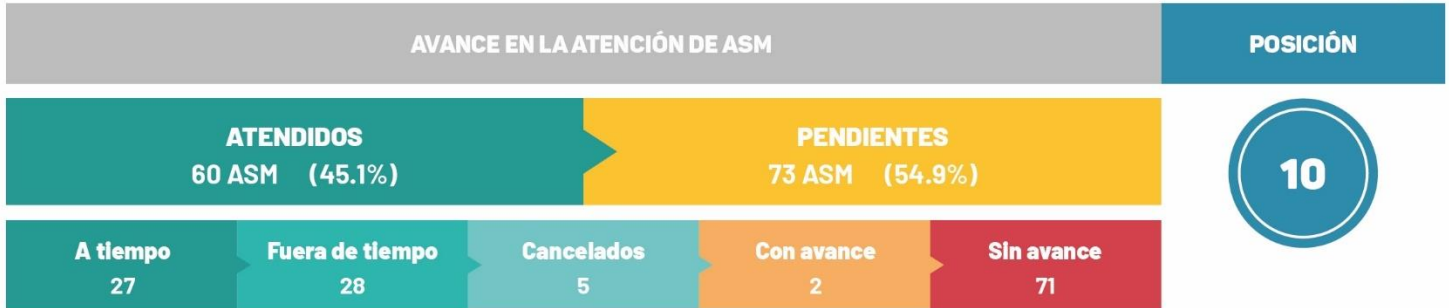 AVANCE EN LA ATENCIÓN DE ASM
POSICIÓN
ATENDIDOS
60 ASM (45.1%)
PENDIENTES
73 ASM (54.9%)
10
A tiempo
27
Fuera de tiempo
28
Cancelados
5
Con avance
2
Sin avance
71